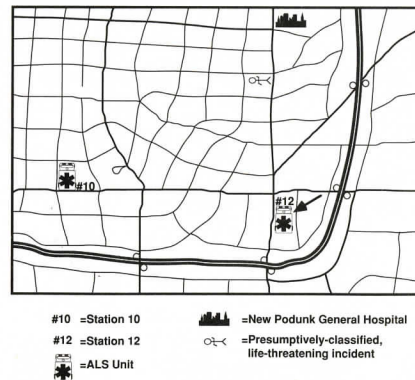 #10
#12
#10 =Station 10
#12 =Station 12
=ALS Unit
=New Podunk General Hospital
=Presumptively-classified,
life-threatening incident